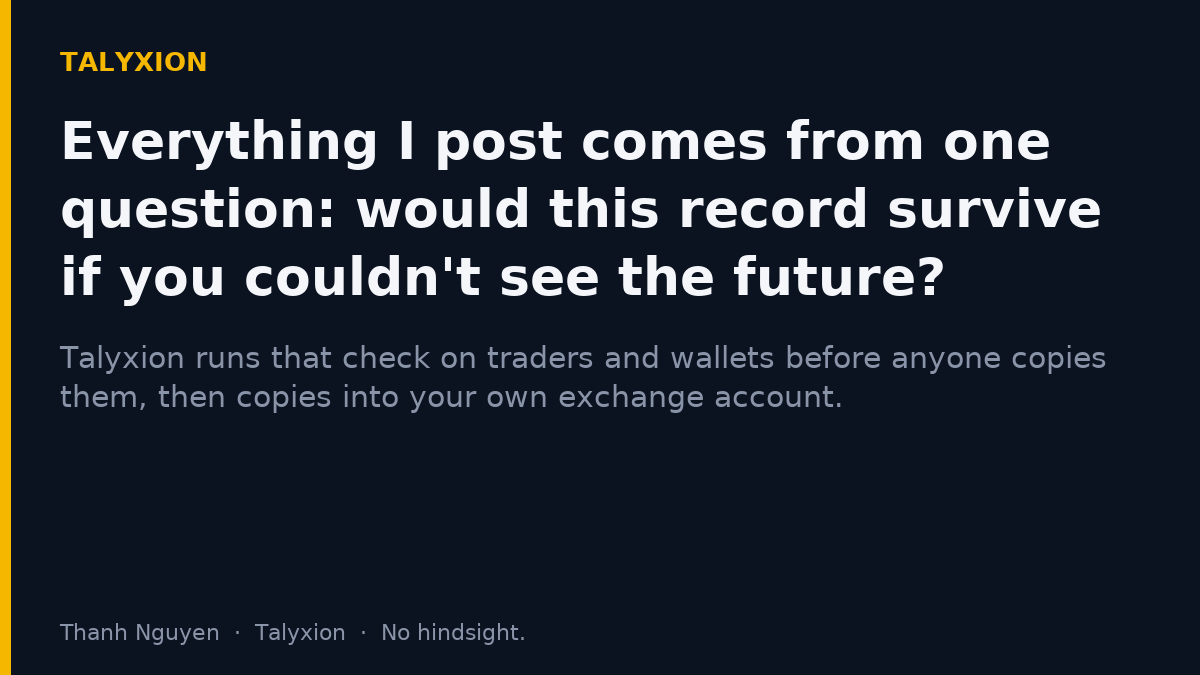 TALYXION
Everything I post comes from one
question: would this record survive
if you couldn't see the future?
Talyxion runs that check on traders and wallets before anyone copies
them, then copies into your own exchange account.
Thanh Nguyen · Talyxion · No hindsight.